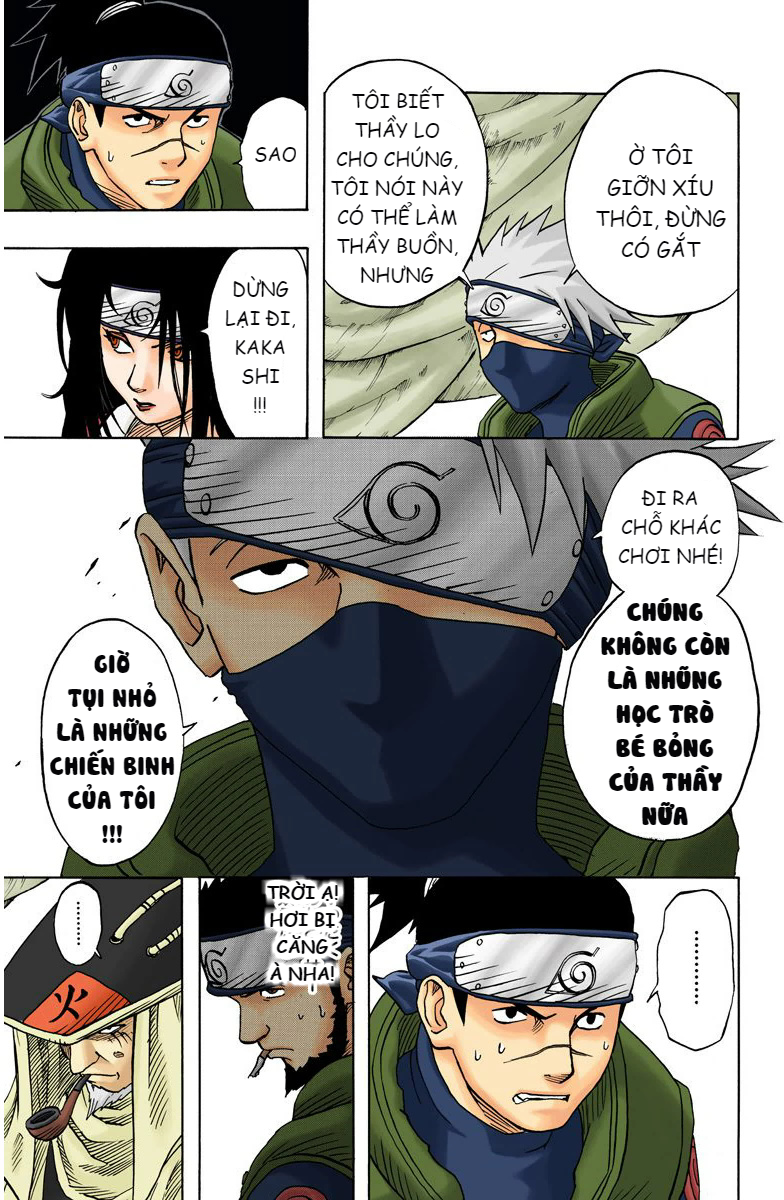 Ờ TÔI
GIỠN XÍU
THÔI, ĐỪNG
CÓ GẮT
TÔI BIẾT
THẦY LO
CHO CHÚNG,
TÔI NÓI NÀY
CÓ THỂ LÀM
THẦY BUỒN,
NHƯNG
SAO
DỪNG
LẠI ĐI,
KAKA
SHI
!!!
ĐI RA
CHỖ KHÁC
CHƠI NHÉ!
CHÚNG
KHÔNG CÒN
LÀ NHŨNG
HỌC TRÒ
BÉ BỎNG
CỦA THẦY
NỮA
GIỜ
TỤI NHỎ
LÀ NHỮNG
CHIẾN BINH
CỦA TÔI
!!!
.........
TRỜI Ạ!
HƠI BỊ
CĂNG
À NHA!
.........
火